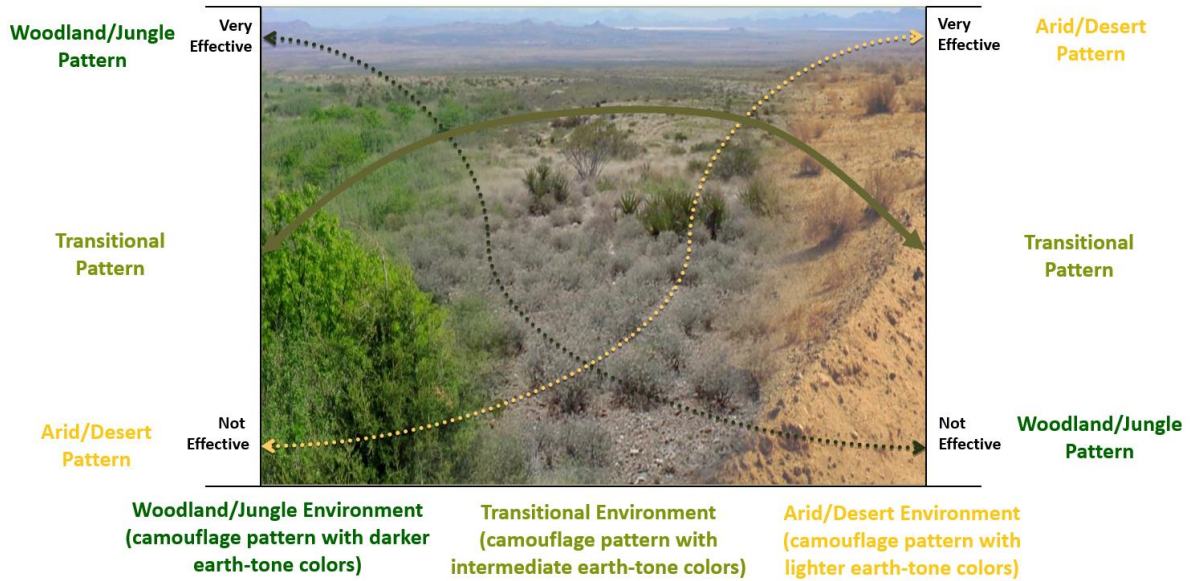 Woodland/Jungle
Pattern
Very
Effective
Very
Effective
Arid/Desert
Pattern
Transitional
Pattern
Transitional
Pattern
Arid/Desert
Pattern
Not
Effective
Not
Effective
Woodland/Jungle
Pattern
Woodland/Jungle Environment
(camouflage pattern with darker
earth-tone colors)
Transitional Environment
(camouflage pattern with
intermediate earth-tone colors)
Arid/Desert Environment
(camouflage pattern with
lighter earth-tone colors)